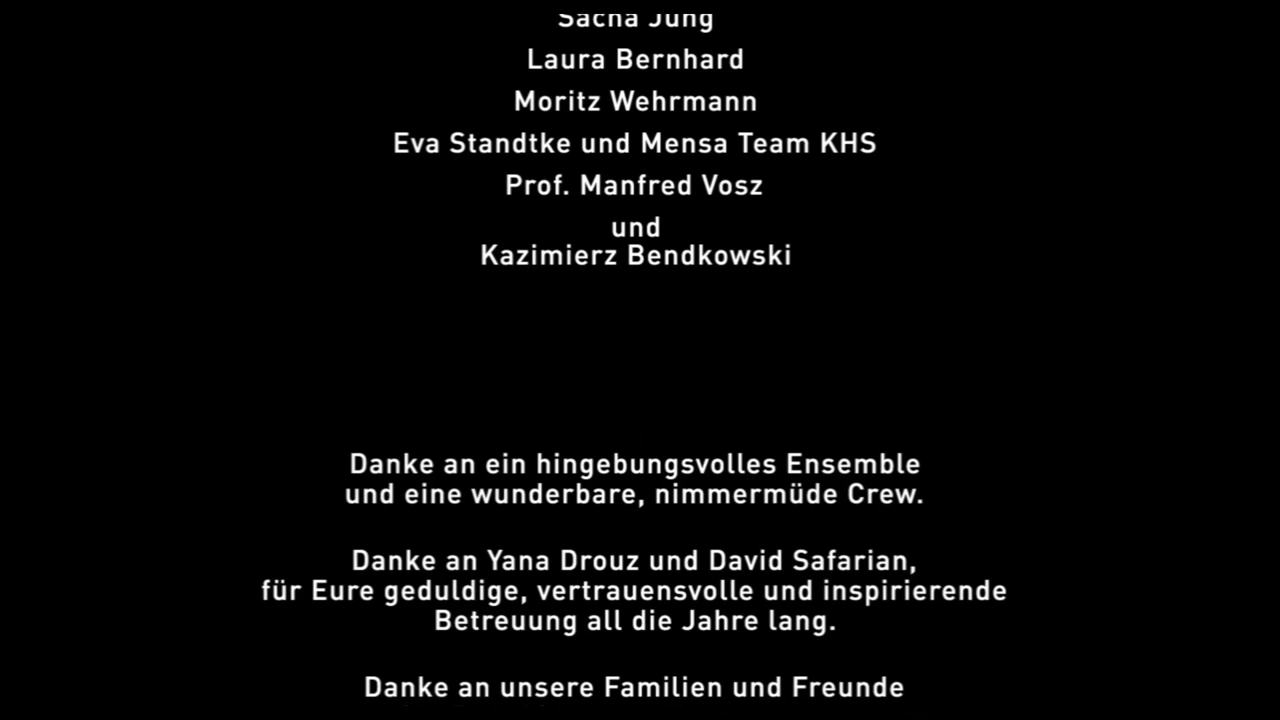 Sacha Jung
Laura Bernhard
Moritz Wehrmann
Eva Standtke und Mensa Team KHS
Prof. Manfred Vosz
und
Kazimierz Bendkowski
Danke an ein hingebungsvolles Ensemble
und eine wunderbare, nimmermüde Crew.
Danke an Yana Drouz und David Safarian,
für Eure geduldige, vertrauensvolle und inspirierende
Betreuung all die Jahre lang.
Danke an unsere Familien und Freunde